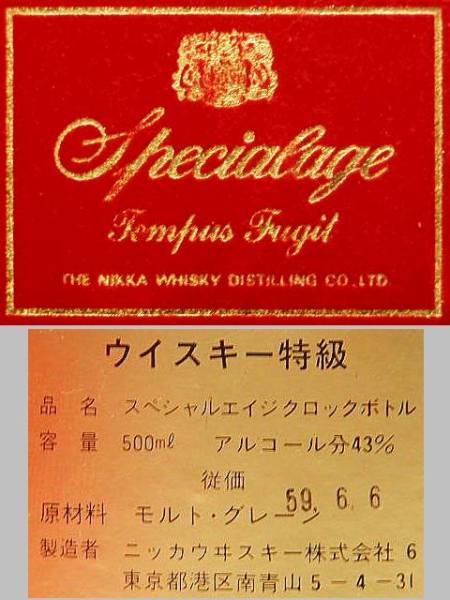 Specialage
Tempus Fugit
THE NIKKA WHISKY DISTILLING CO., LTD.
ウイスキー特級
品名 スペシャルエイジクロックボトル
容量 500mℓ アルコール分43%
従価
59. 6. 6
原材料 モルト・グレーン
製造者 ニッカウヰスキー株式会社 6
東京都港区南青山5-4-31